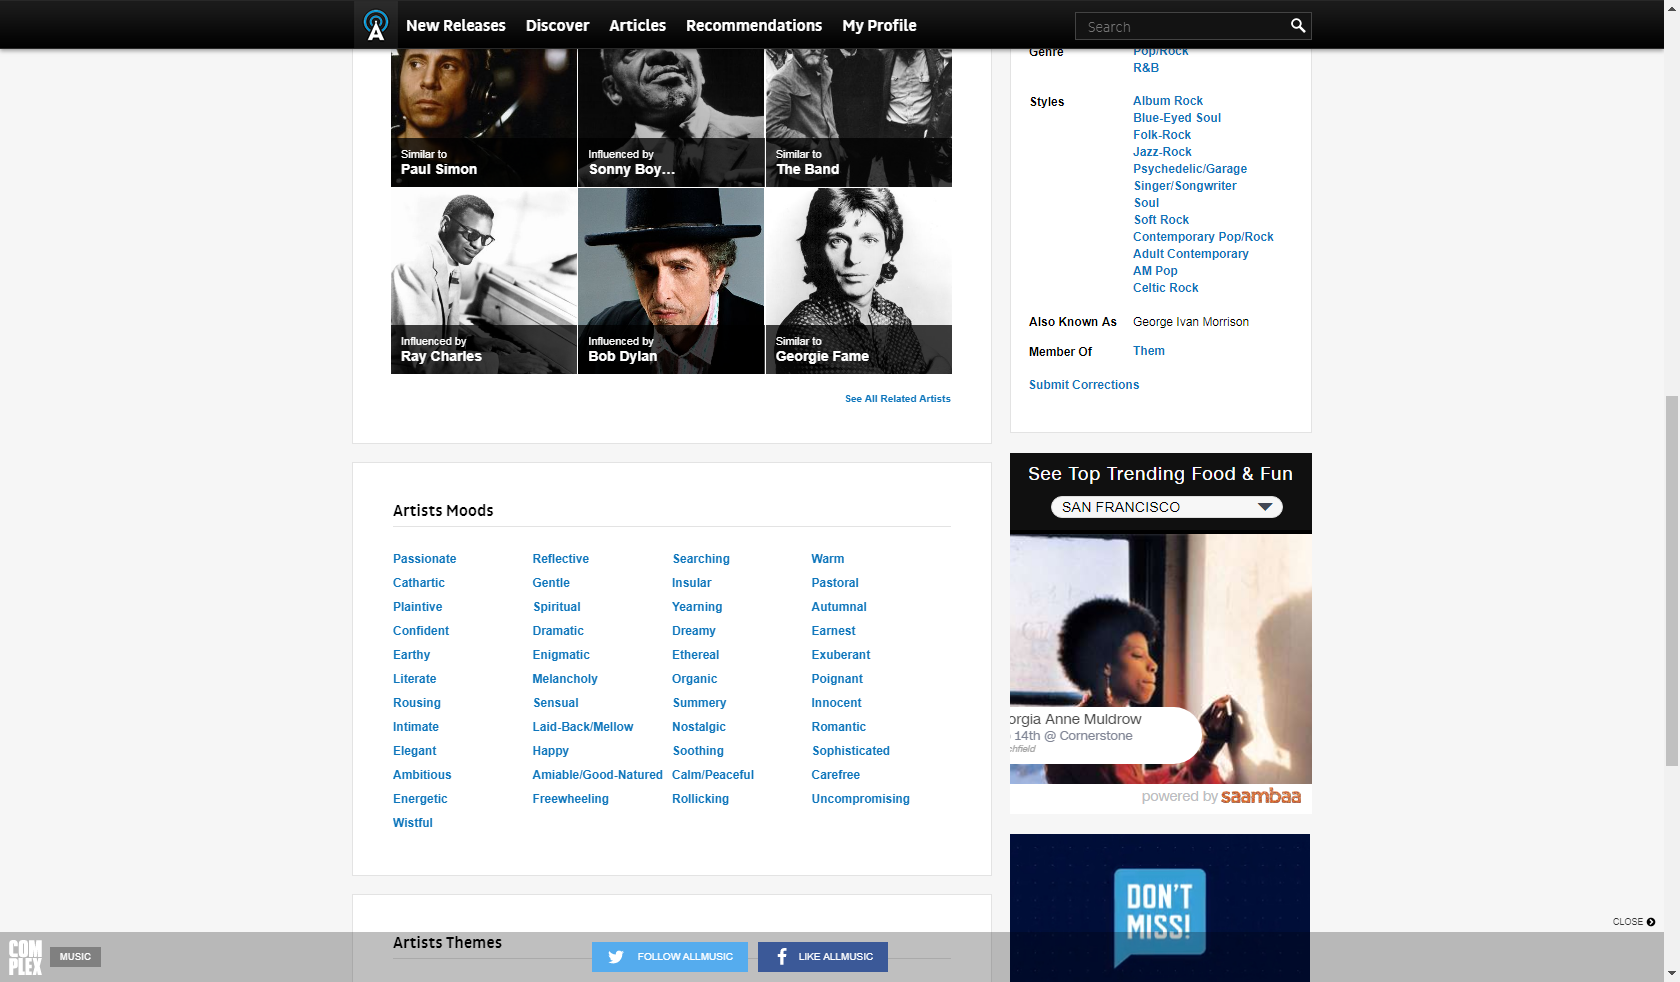 New Releases
Discover
Articles
Recommendations
My Profile
Search
Similar to
Paul Simon
Influenced by
Sonny Boy...
Similar to
The Band
Influenced by
Ray Charles
Influenced by
Bob Dylan
Similar to
Georgie Fame
See All Related Artists
Genre
Pop/Rock
R&B
Styles
Album Rock
Blue-Eyed Soul
Folk-Rock
Jazz-Rock
Psychedelic/Garage
Singer/Songwriter
Soul
Soft Rock
Contemporary Pop/Rock
Adult Contemporary
AM Pop
Celtic Rock
Also Known As
George Ivan Morrison
Member Of
Them
Submit Corrections
Artists Moods
Passionate
Reflective
Searching
Warm
Cathartic
Gentle
Insular
Pastoral
Plaintive
Spiritual
Yearning
Autumnal
Confident
Dramatic
Dreamy
Earnest
Earthy
Enigmatic
Ethereal
Exuberant
Literate
Melancholy
Organic
Poignant
Rousing
Sensual
Summery
Innocent
Intimate
Laid-Back/Mellow
Nostalgic
Romantic
Elegant
Happy
Soothing
Sophisticated
Ambitious
Amiable/Good-Natured
Calm/Peaceful
Carefree
Energetic
Freewheeling
Rollicking
Uncompromising
Wistful
See Top Trending Food & Fun
SAN FRANCISCO
orgia Anne Muldrow
14th @ Cornerstone
chfield
powered by saambaa
DON'T
MISS!
Artists Themes
CLOSE
COM
PLEX
MUSIC
FOLLOW ALLMUSIC
LIKE ALLMUSIC